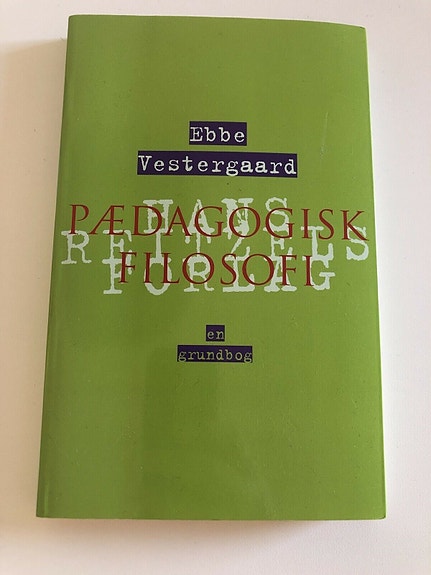 Ebbe
Vestergaard
HANS
PÆDAGOGISK
REITZELS
FILOSOFI
FORLAG
en
grundbog